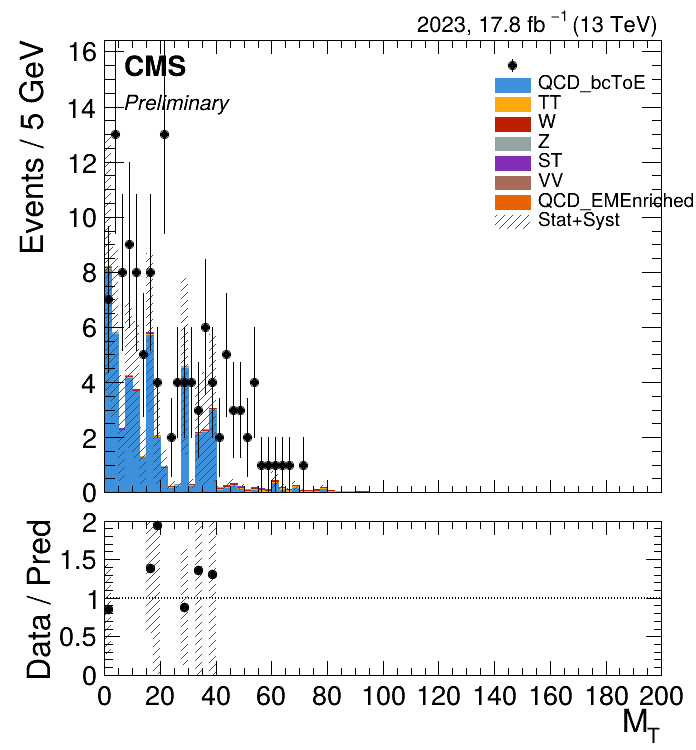 2023, 17.8 fb⁻¹ (13 TeV)
CMS
Preliminary
Events / 5 GeV
16
14
12
10
8
6
4
2
0
QCD_bcToE
TT
W
Z
ST
VV
QCD_EMEnriched
Stat+Syst
Data / Pred
2
1.5
1
0.5
0
0 20 40 60 80 100 120 140 160 180 200
M_T